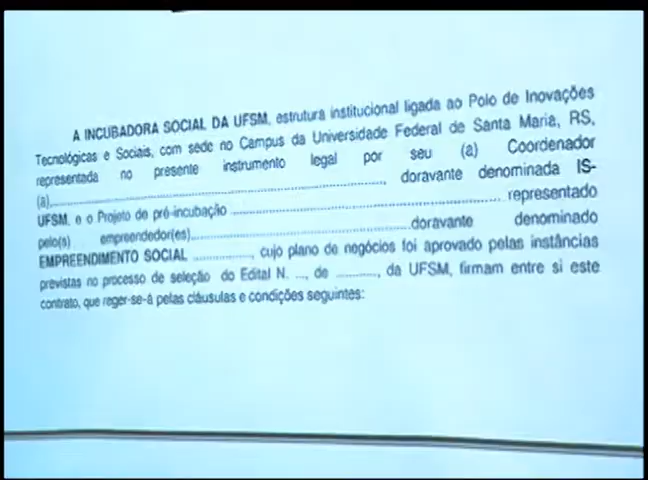 A INCUBADORA SOCIAL DA UFSM, estrutura institucional ligada ao Polo de Inovações
Tecnológicas e Sociais, com sede no Campus da Universidade Federal de Santa Maria, RS,
representada no presente instrumento legal por seu (a) Coordenador
(a)............................................................................, doravante denominada IS-
UFSM, e o Projeto de pré-incubação ............................................................... representado
pelo(s) empreendedor(es)....................................................doravante denominado
EMPREENDIMENTO SOCIAL .............., cujo plano de negócios foi aprovado pelas instâncias
previstas no processo de seleção do Edital N. ..., de .........., da UFSM, firmam entre si este
contrato, que reger-se-á pelas cláusulas e condições seguintes: